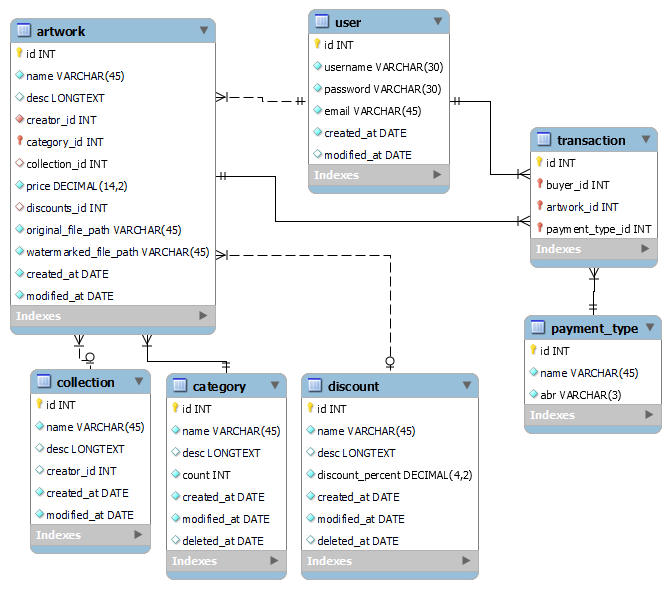 artwork
id INT
name VARCHAR(45)
desc LONGTEXT
creator_id INT
category_id INT
collection_id INT
price DECIMAL(14,2)
discounts_id INT
original_file_path VARCHAR(45)
watermarked_file_path VARCHAR(45)
created_at DATE
modified_at DATE
Indexes
user
id INT
username VARCHAR(30)
password VARCHAR(30)
email VARCHAR(45)
created_at DATE
modified_at DATE
Indexes
transaction
id INT
buyer_id INT
artwork_id INT
payment_type_id INT
Indexes
payment_type
id INT
name VARCHAR(45)
abr VARCHAR(3)
Indexes
collection
id INT
name VARCHAR(45)
desc LONGTEXT
creator_id INT
created_at DATE
modified_at DATE
Indexes
category
id INT
name VARCHAR(45)
desc LONGTEXT
count INT
created_at DATE
modified_at DATE
deleted_at DATE
Indexes
discount
id INT
name VARCHAR(45)
desc LONGTEXT
discount_percent DECIMAL(4,2)
created_at DATE
modified_at DATE
deleted_at DATE
Indexes